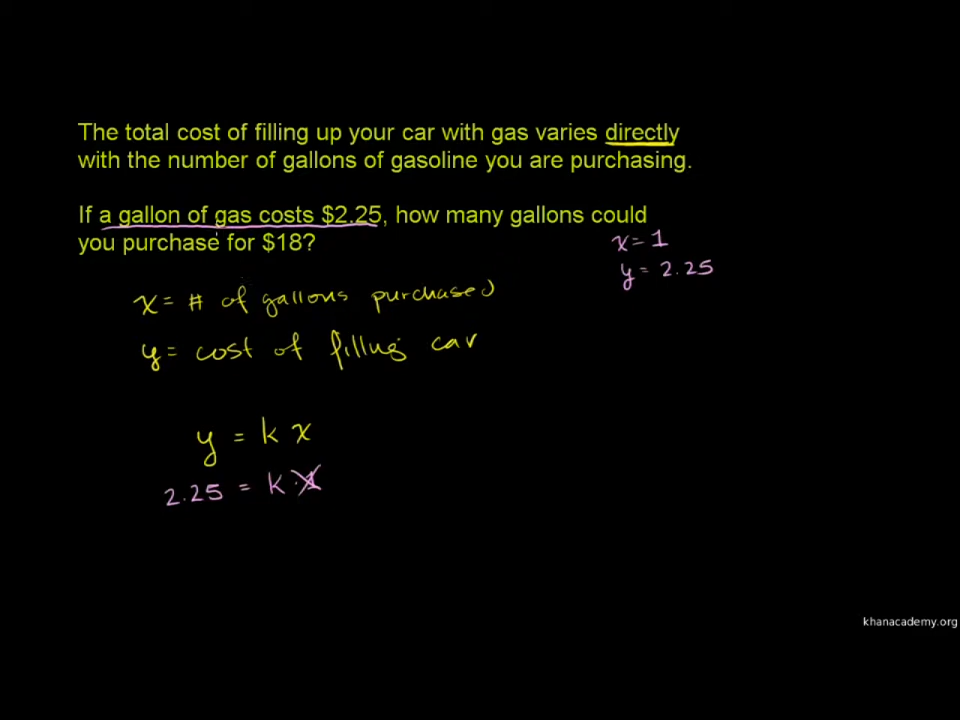 The total cost of filling up your car with gas varies directly
with the number of gallons of gasoline you are purchasing.
If a gallon of gas costs $2.25, how many gallons could
you purchase for $18?
x = 1
y = 2.25
x = # of gallons purchased
y = cost of filling car
y = k x
2.25 = k · 1
khanacademy.org